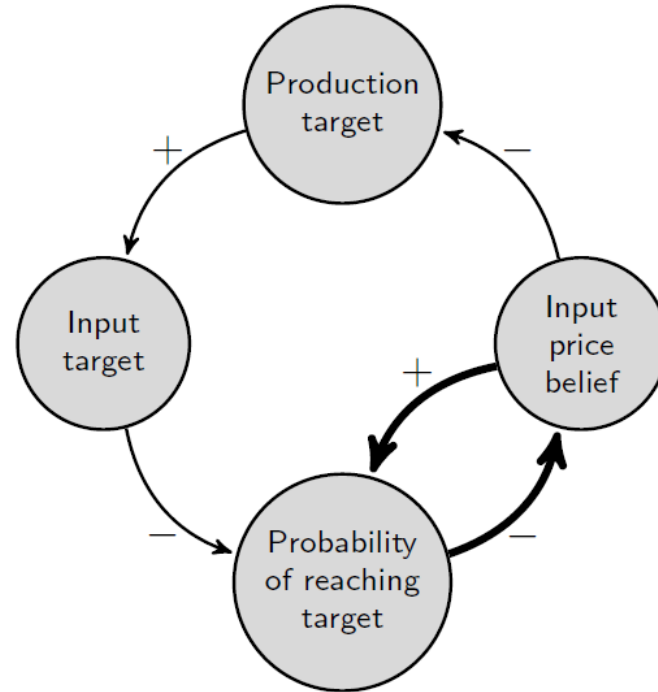 Production
target
+
−
Input
target
Input
price
belief
+
−
−
Probability
of reaching
target